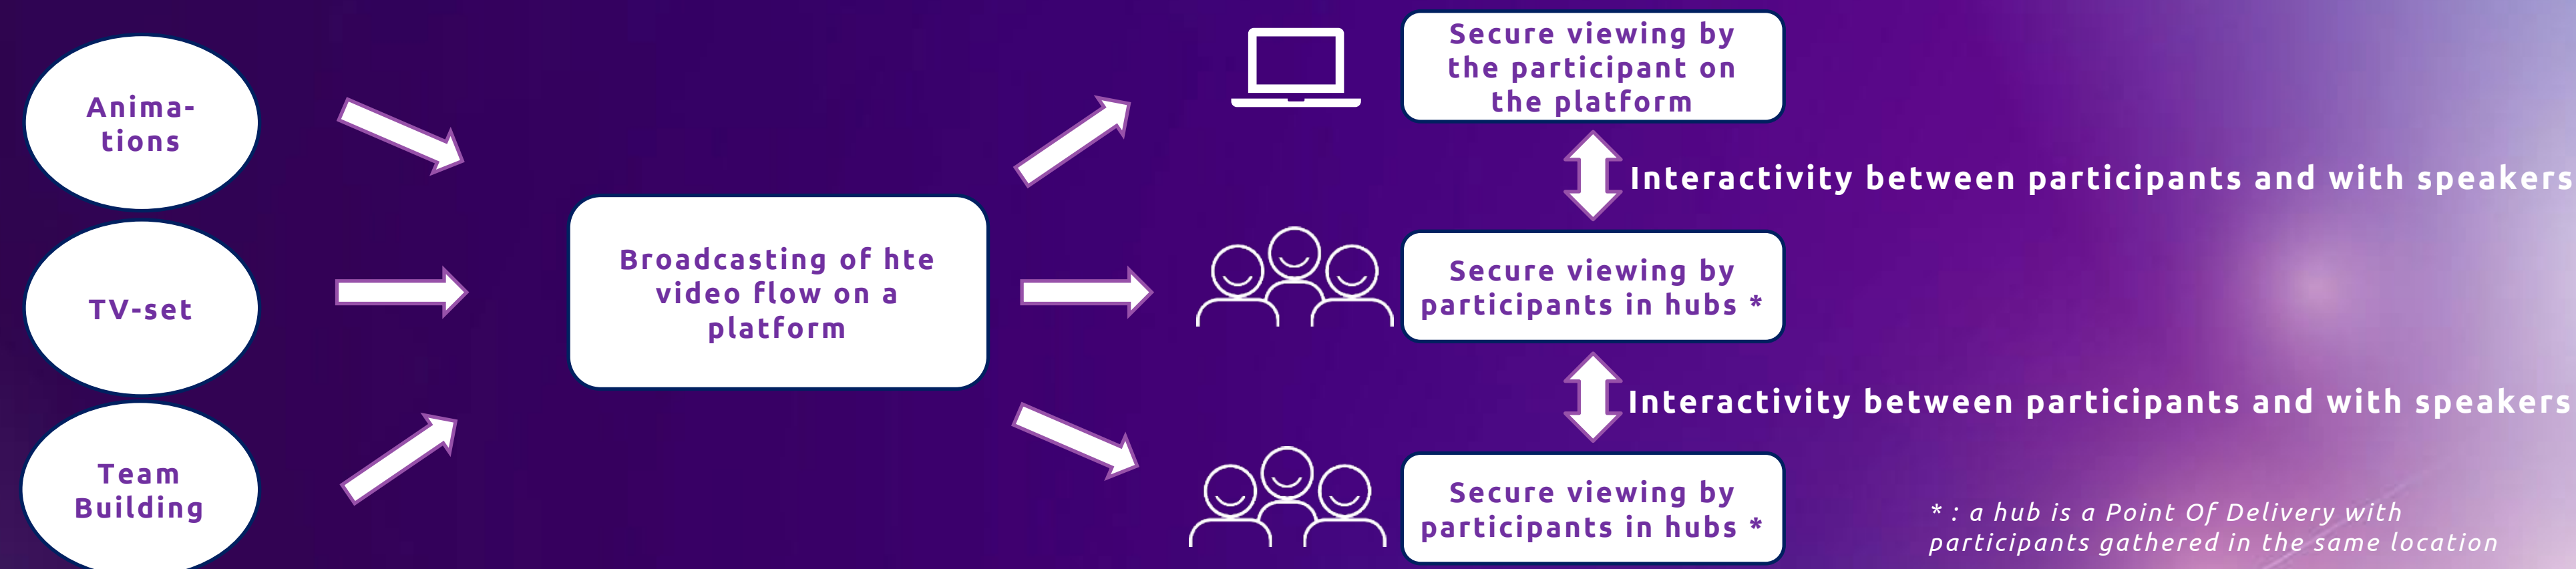 Anima-
tions
TV-set
Team
Building
Broadcasting of hte
video flow on a
platform
Secure viewing by
the participant on
the platform
Interactivity between participants and with speakers
Secure viewing by
participants in hubs *
Interactivity between participants and with speakers
Secure viewing by
participants in hubs *
* : a hub is a Point Of Delivery with
participants gathered in the same location